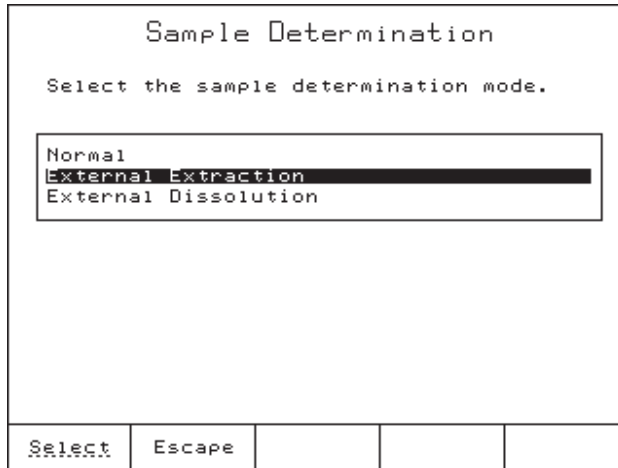 Sample Determination
Select the sample determination mode.
Normal
External Extraction
External Dissolution
Select Escape